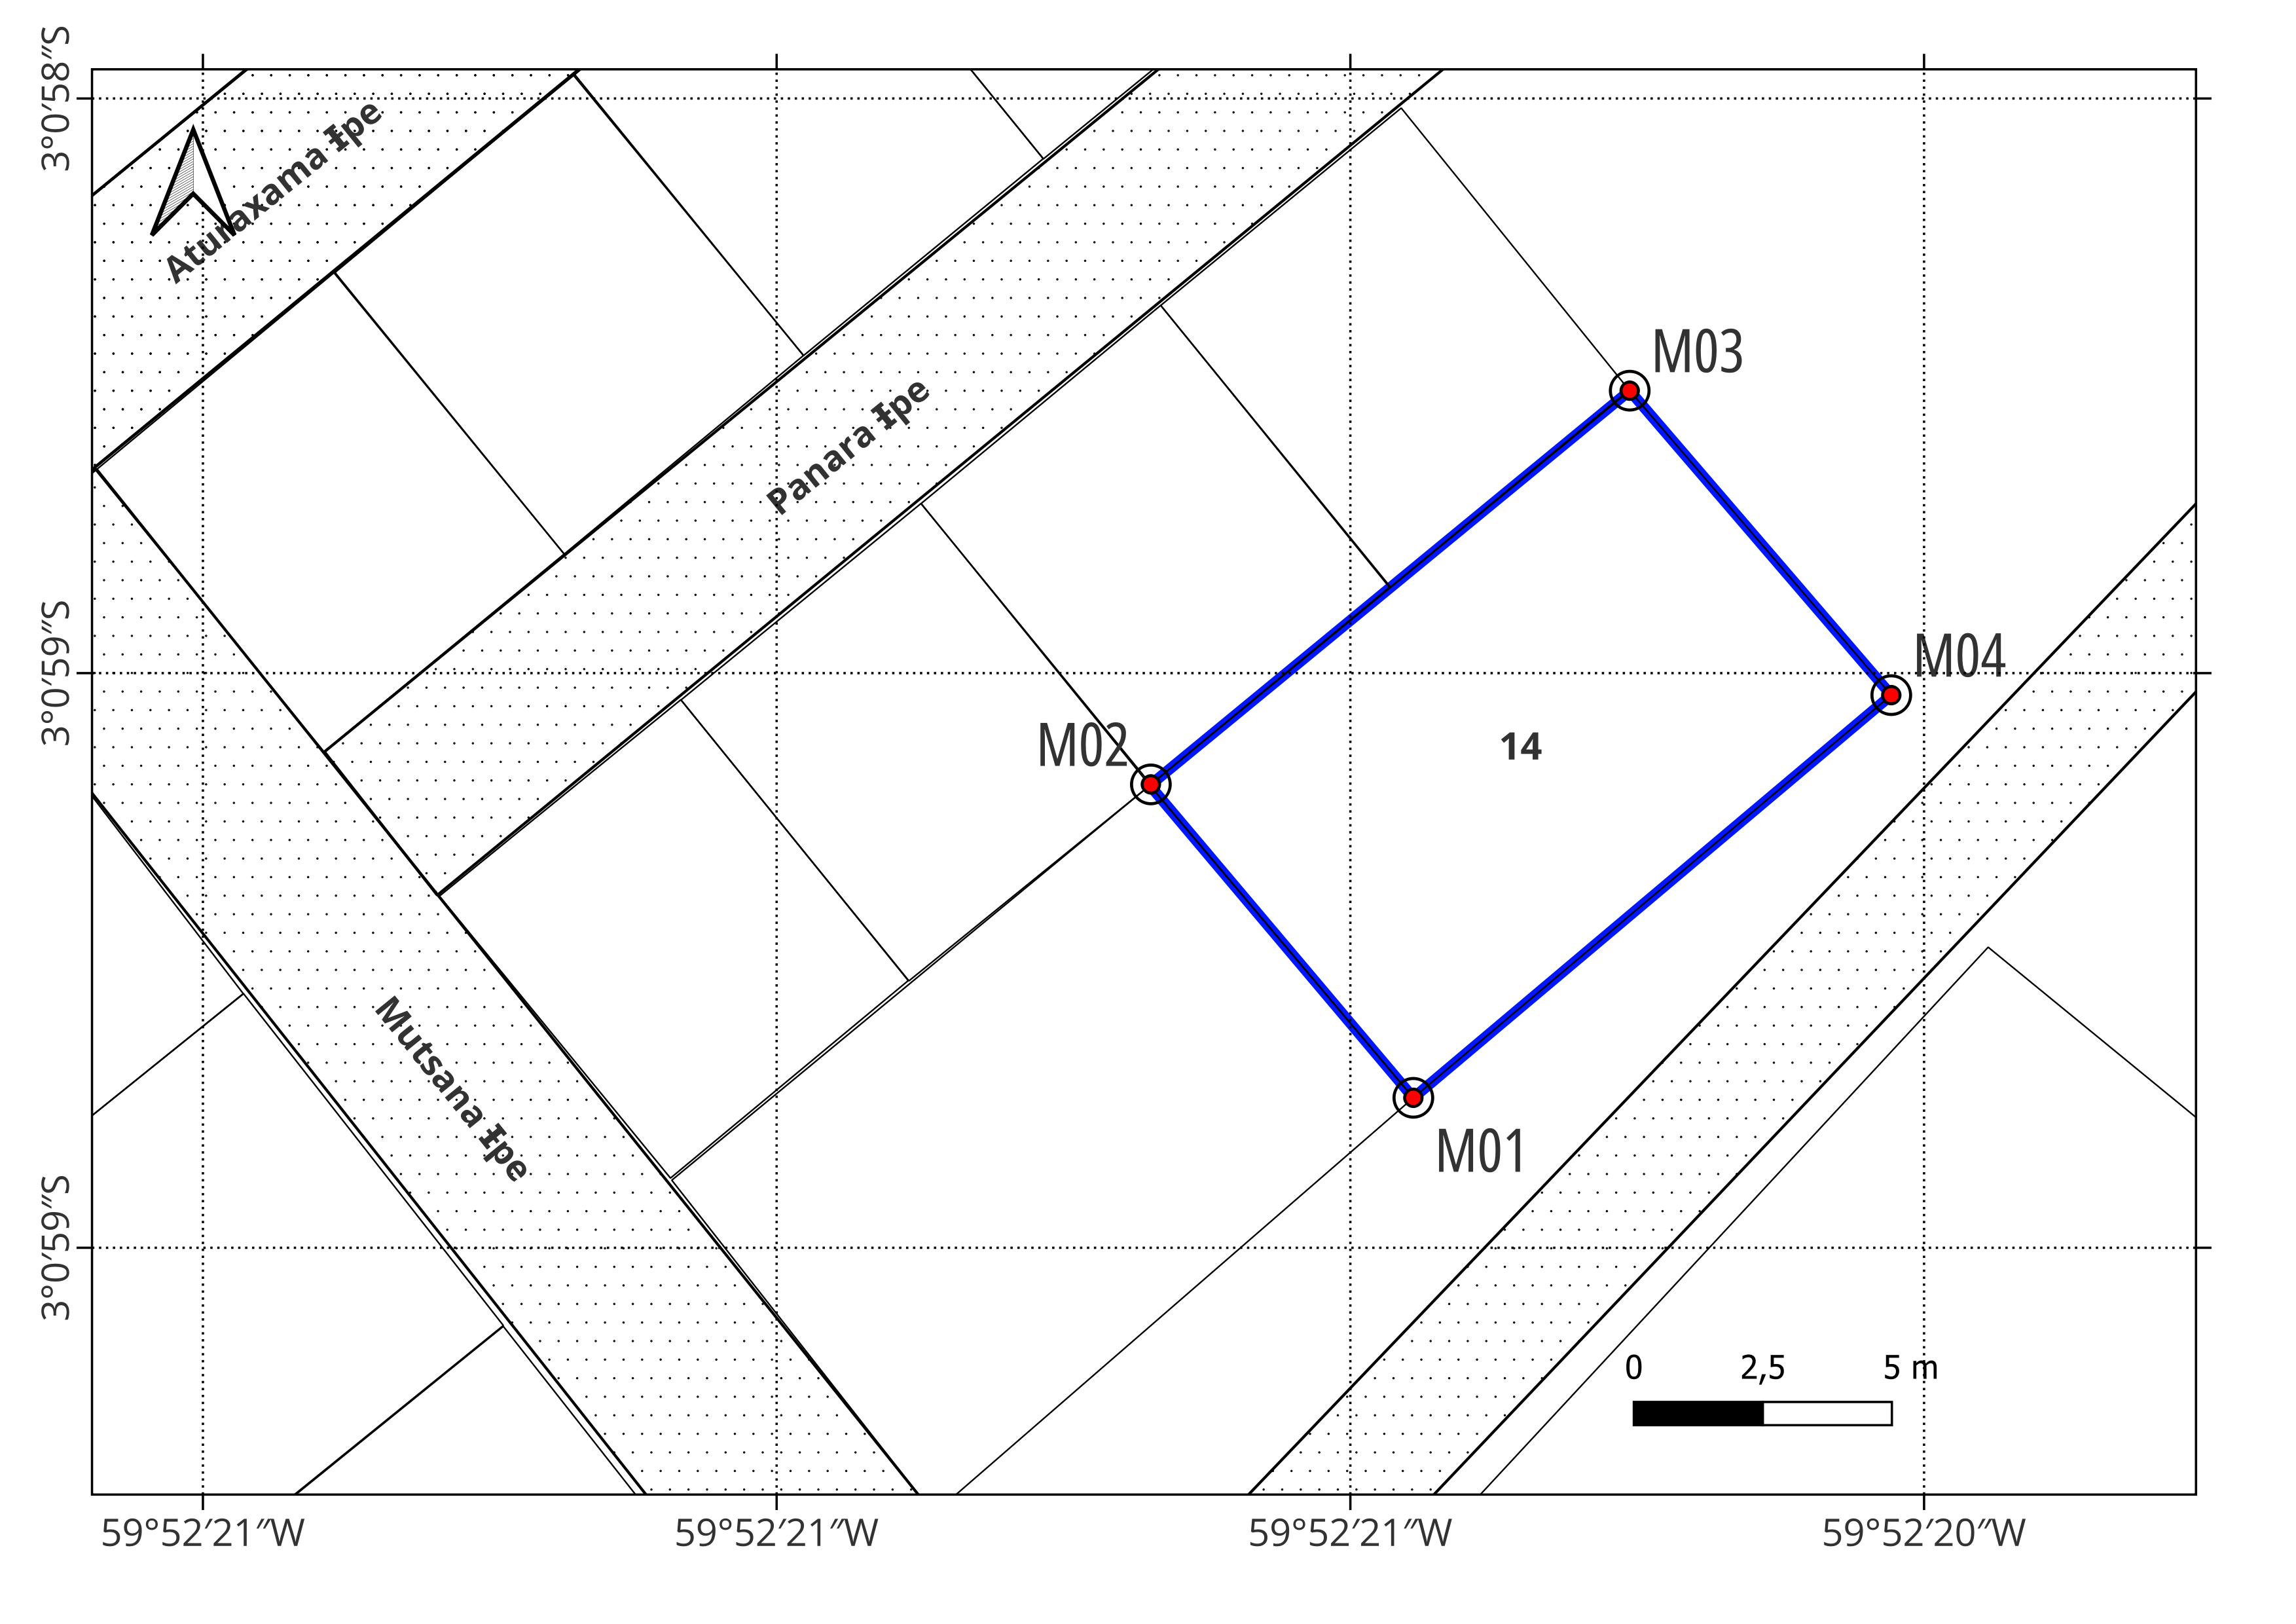 3°0′58″S
Aturaxama Ɨpe
M03
Panara Ɨpe
3°0′59″S
M04
M02
14
Mutsana Ɨpe
M01
3°0′59″S
0 2,5 5 m
59°52′21″W 59°52′21″W 59°52′21″W 59°52′20″W